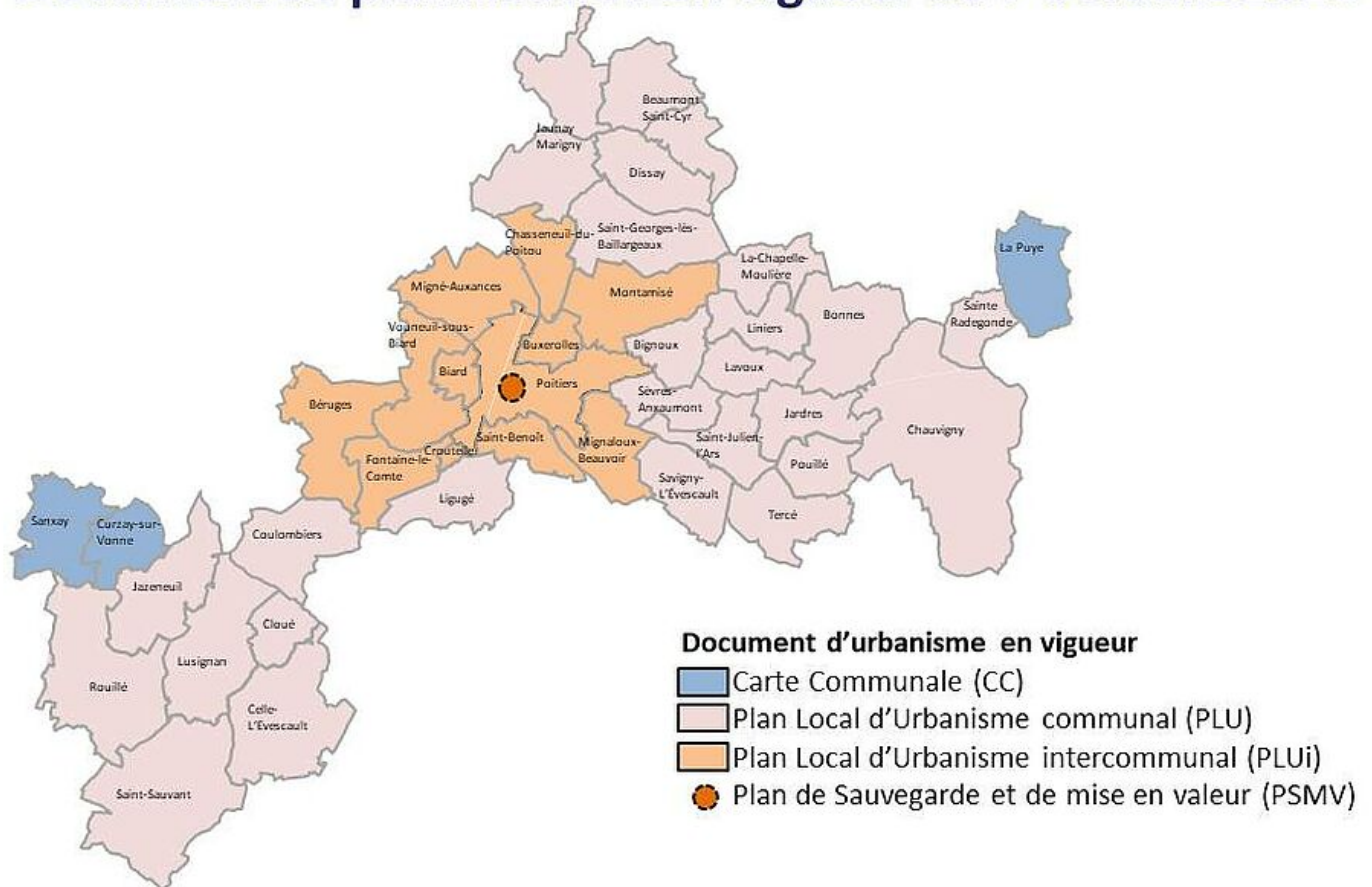 Beaumont
Saint-Cyr
Jaunay
Marigny
Dissay
Chasseneuil-du-
Poitou
Saint-Georges-lès-
Baillargeaux
La-Chapelle-
Moulière
La Puye
Migné-Auxances
Montamisé
Sainte
Radegonde
Bonnes
Vouneuil-sous-
Biard
Buxerolles
Bignoux
Liniers
Biard
Poitiers
Lavoux
Béruges
Sèvres-
Anxaumont
Jardres
Chauvigny
Saint-Benoît
Mignaloux-
Beauvoir
Saint-Julien-
l'Ars
Croutelle
Fontaine-le-
Comte
Pouillé
Ligugé
Savigny-
L'Évescault
Tercé
Sanxay
Curzay-sur-
Vonne
Coulombiers
Jazeneuil
Cloué
Lusignan
Rouillé
Celle-
L'Evescault
Saint-Sauvant
Document d'urbanisme en vigueur
Carte Communale (CC)
Plan Local d'Urbanisme communal (PLU)
Plan Local d'Urbanisme intercommunal (PLUi)
Plan de Sauvegarde et de mise en valeur (PSMV)